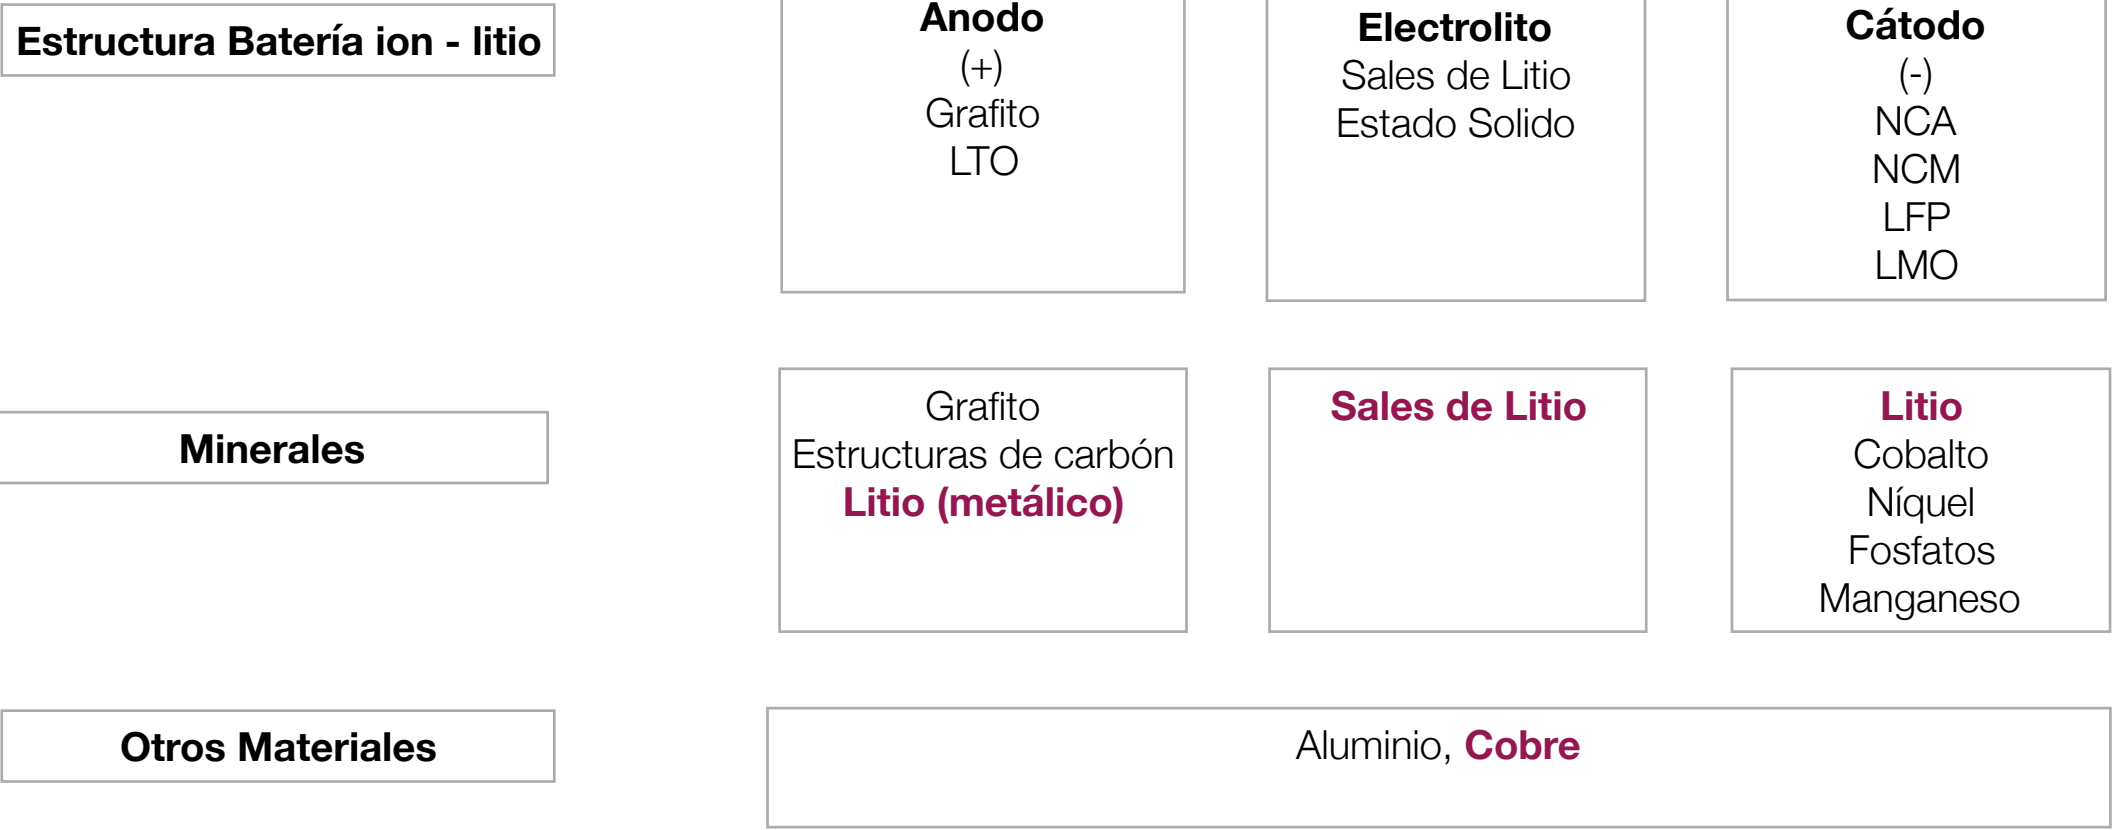 Estructura Batería ion - litio
Anodo
(+)
Grafito
LTO
Electrolito
Sales de Litio
Estado Solido
Cátodo
(-)
NCA
NCM
LFP
LMO
Minerales
Grafito
Estructuras de carbón
Litio (metálico)
Sales de Litio
Litio
Cobalto
Níquel
Fosfatos
Manganeso
Otros Materiales
Aluminio, Cobre